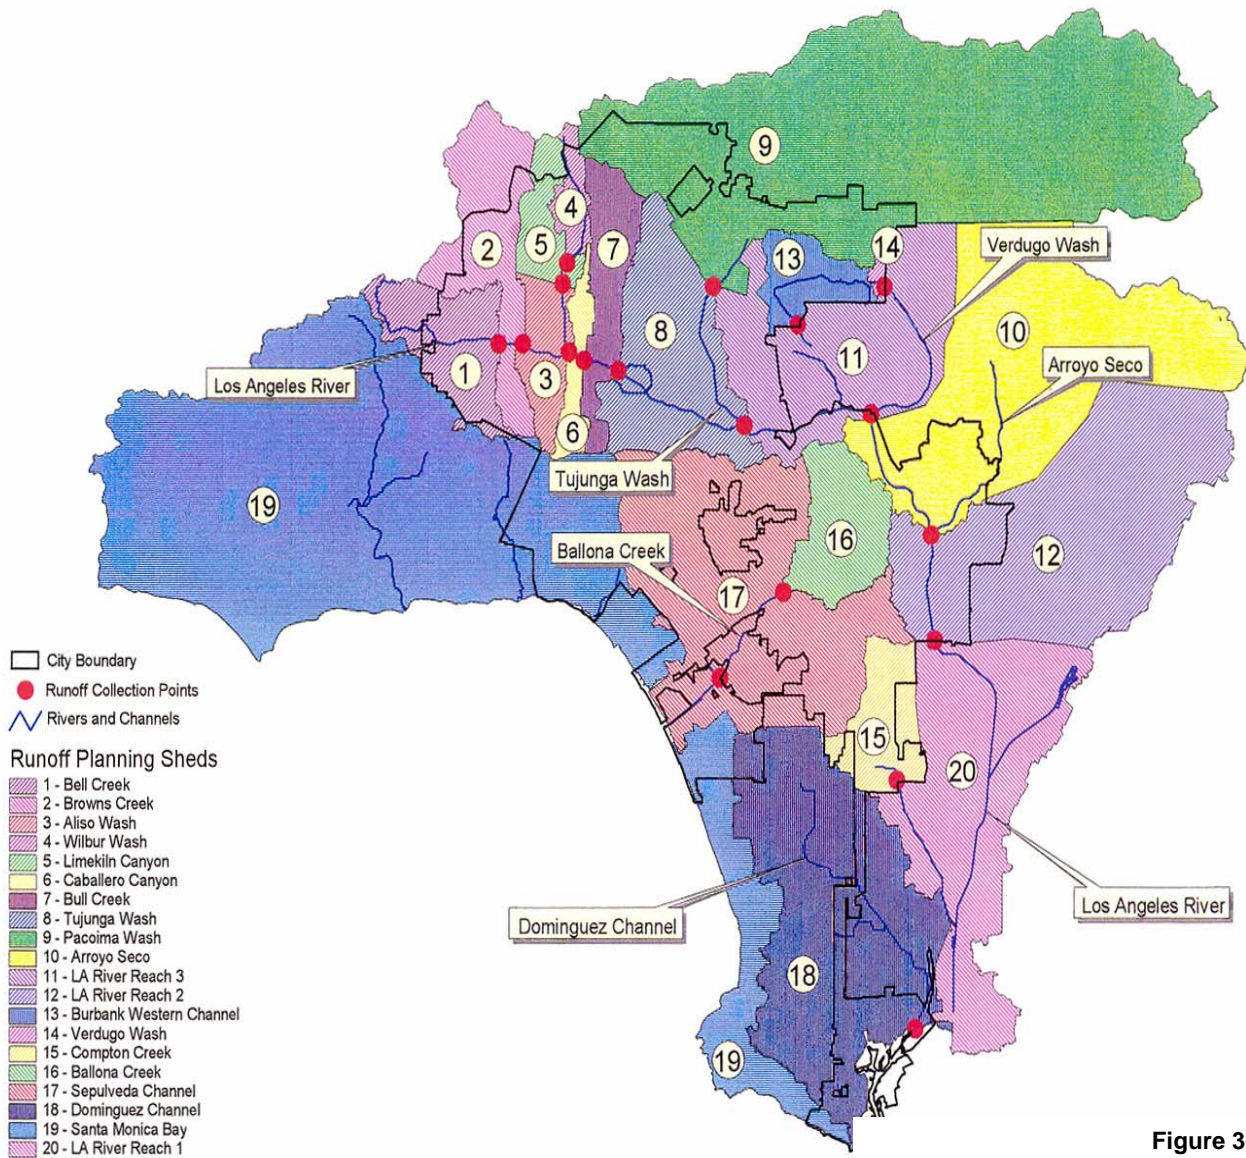 9
4
2
5
7
13
14
Verdugo Wash
8
10
1
3
11
Arroyo Seco
Los Angeles River
6
Tujunga Wash
19
16
Ballona Creek
12
17
City Boundary
Runoff Collection Points
Rivers and Channels
15
20
Runoff Planning Sheds
1 - Bell Creek
2 - Browns Creek
3 - Aliso Wash
4 - Wilbur Wash
5 - Limekiln Canyon
6 - Caballero Canyon
7 - Bull Creek
8 - Tujunga Wash
9 - Pacoima Wash
10 - Arroyo Seco
11 - LA River Reach 3
12 - LA River Reach 2
13 - Burbank Western Channel
14 - Verdugo Wash
15 - Compton Creek
16 - Ballona Creek
17 - Sepulveda Channel
18 - Dominguez Channel
19 - Santa Monica Bay
20 - LA River Reach 1
Dominguez Channel
Los Angeles River
18
19
Figure 3